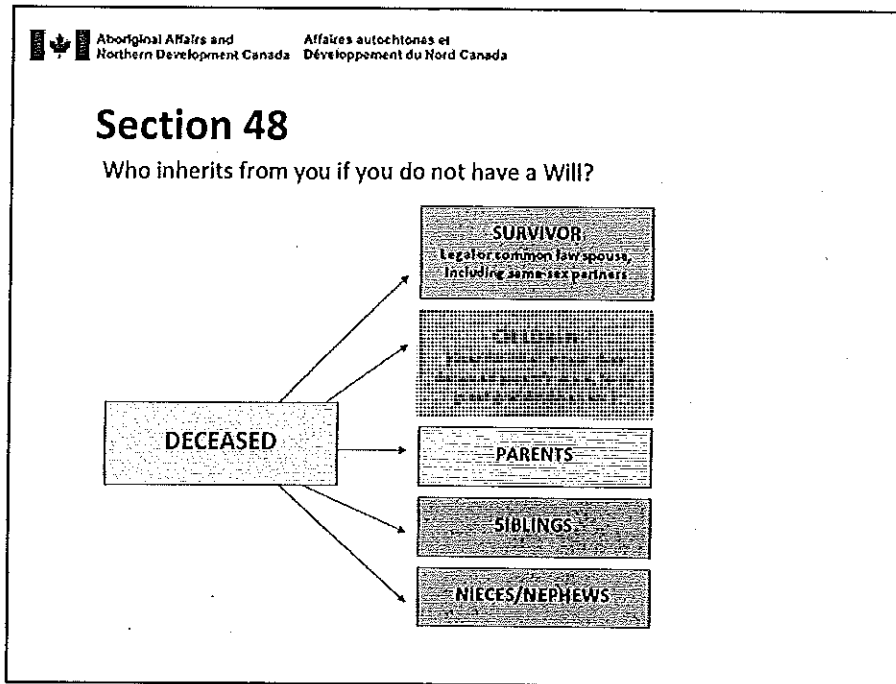 Aboriginal Affairs and
Northern Development Canada
Affaires autochtones et
Développement du Nord Canada
Section 48
Who inherits from you if you do not have a Will?
SURVIVOR
Legal or common law spouse,
Including same-sex partners
CHILDREN
DECEASED
PARENTS
SIBLINGS
NIECES/NEPHEWS